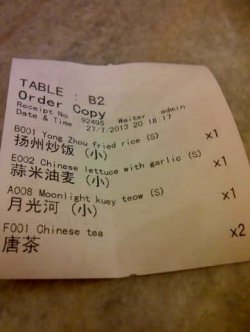 TABLE : B2
Order Copy
Receipt No : 92495 Waiter : admin
Date & Time : 27/7/2013 20:18:17
B001 Yong Zhou fried rice (S) x1
扬州炒饭 (小)
E002 Chinese lettuce with garlic (S) x1
蒜米油麦 (小)
A008 Moonlight kuey teow (S) x1
月光河 (小)
F001 Chinese tea x2
唐茶